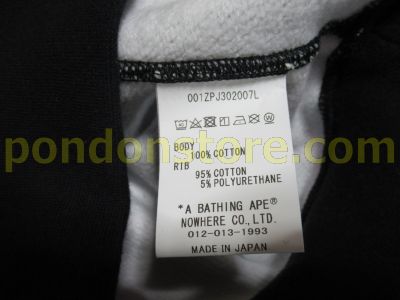 001ZPJ302007L
BODY
100% COTTON
RIB
95% COTTON
5% POLYURETHANE
*A BATHING APE®
NOWHERE CO.,LTD.
012-013-1993
MADE IN JAPAN
pondonstore.com